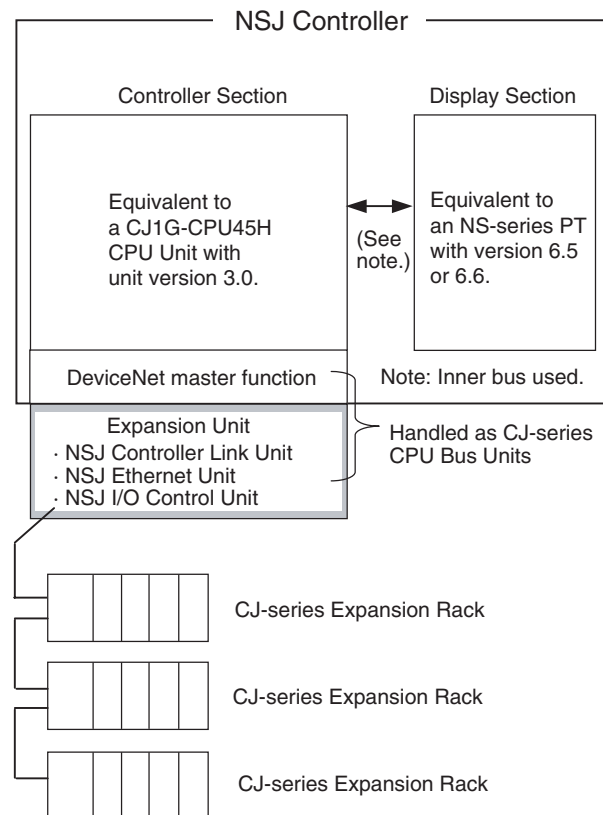 NSJ Controller
Controller Section
Display Section
Equivalent to
a CJ1G-CPU45H
CPU Unit with
unit version 3.0.
(See
note.)
Equivalent to
an NS-series PT
with version 6.5
or 6.6.
DeviceNet master function
Note: Inner bus used.
Expansion Unit
· NSJ Controller Link Unit
· NSJ Ethernet Unit
· NSJ I/O Control Unit
Handled as CJ-series
CPU Bus Units
CJ-series Expansion Rack
CJ-series Expansion Rack
CJ-series Expansion Rack